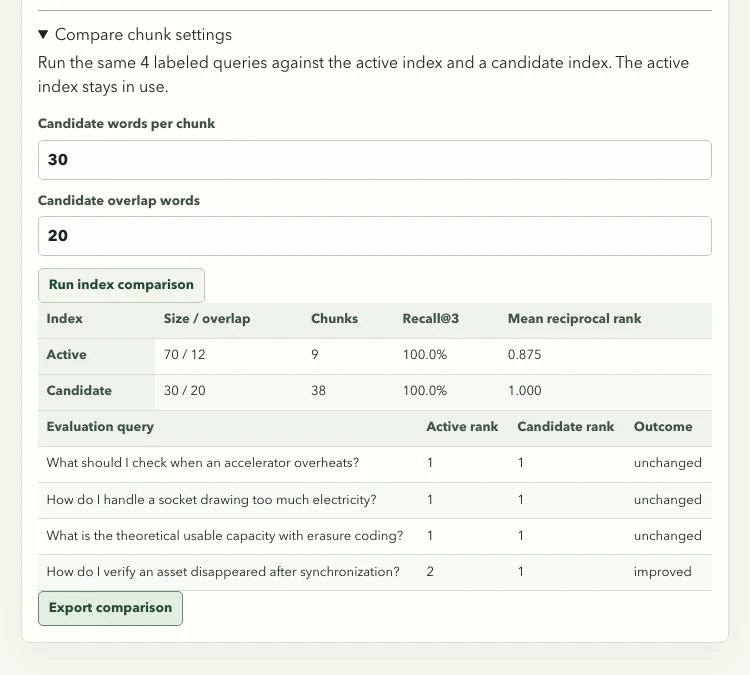 ▼ Compare chunk settings
Run the same 4 labeled queries against the active index and a candidate index. The active
index stays in use.
Candidate words per chunk
30
Candidate overlap words
20
Run index comparison
Index Size / overlap Chunks Recall@3 Mean reciprocal rank
Active 70 / 12 9 100.0% 0.875
Candidate 30 / 20 38 100.0% 1.000
Evaluation query Active rank Candidate rank Outcome
What should I check when an accelerator overheats? 1 1 unchanged
How do I handle a socket drawing too much electricity? 1 1 unchanged
What is the theoretical usable capacity with erasure coding? 1 1 unchanged
How do I verify an asset disappeared after synchronization? 2 1 improved
Export comparison